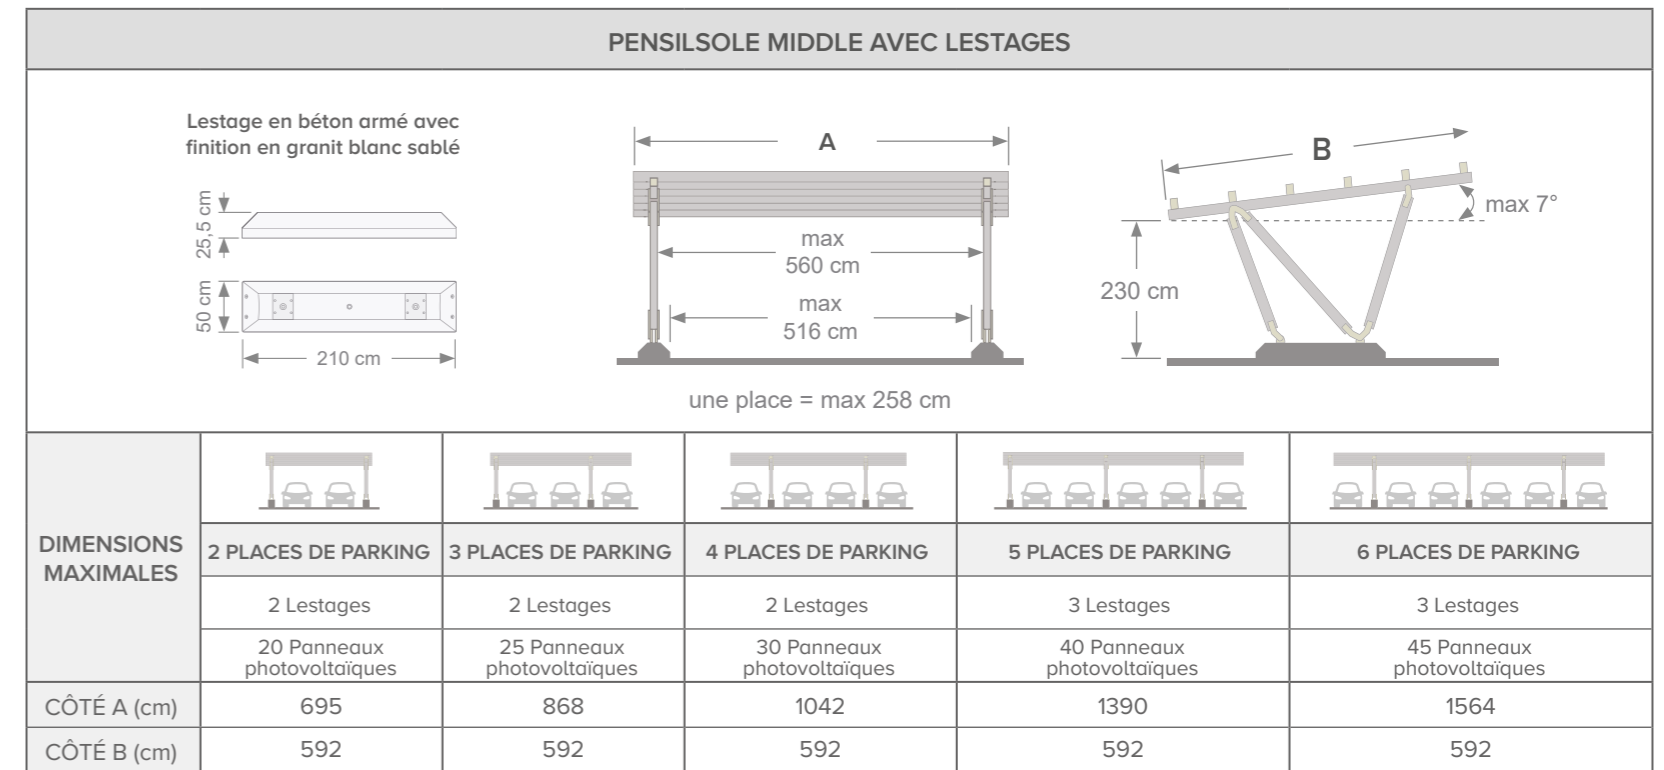 PENSILSOLE MIDDLE AVEC LESTAGES
Lestage en béton armé avec
finition en granit blanc sablé
25,5 cm
50 cm
210 cm
A
max
560 cm
max
516 cm
une place = max 258 cm
B
max 7°
230 cm
DIMENSIONS
MAXIMALES
2 PLACES DE PARKING
3 PLACES DE PARKING
4 PLACES DE PARKING
5 PLACES DE PARKING
6 PLACES DE PARKING
2 Lestages
2 Lestages
2 Lestages
3 Lestages
3 Lestages
20 Panneaux
photovoltaïques
25 Panneaux
photovoltaïques
30 Panneaux
photovoltaïques
40 Panneaux
photovoltaïques
45 Panneaux
photovoltaïques
CÔTÉ A (cm)
695
868
1042
1390
1564
CÔTÉ B (cm)
592
592
592
592
592